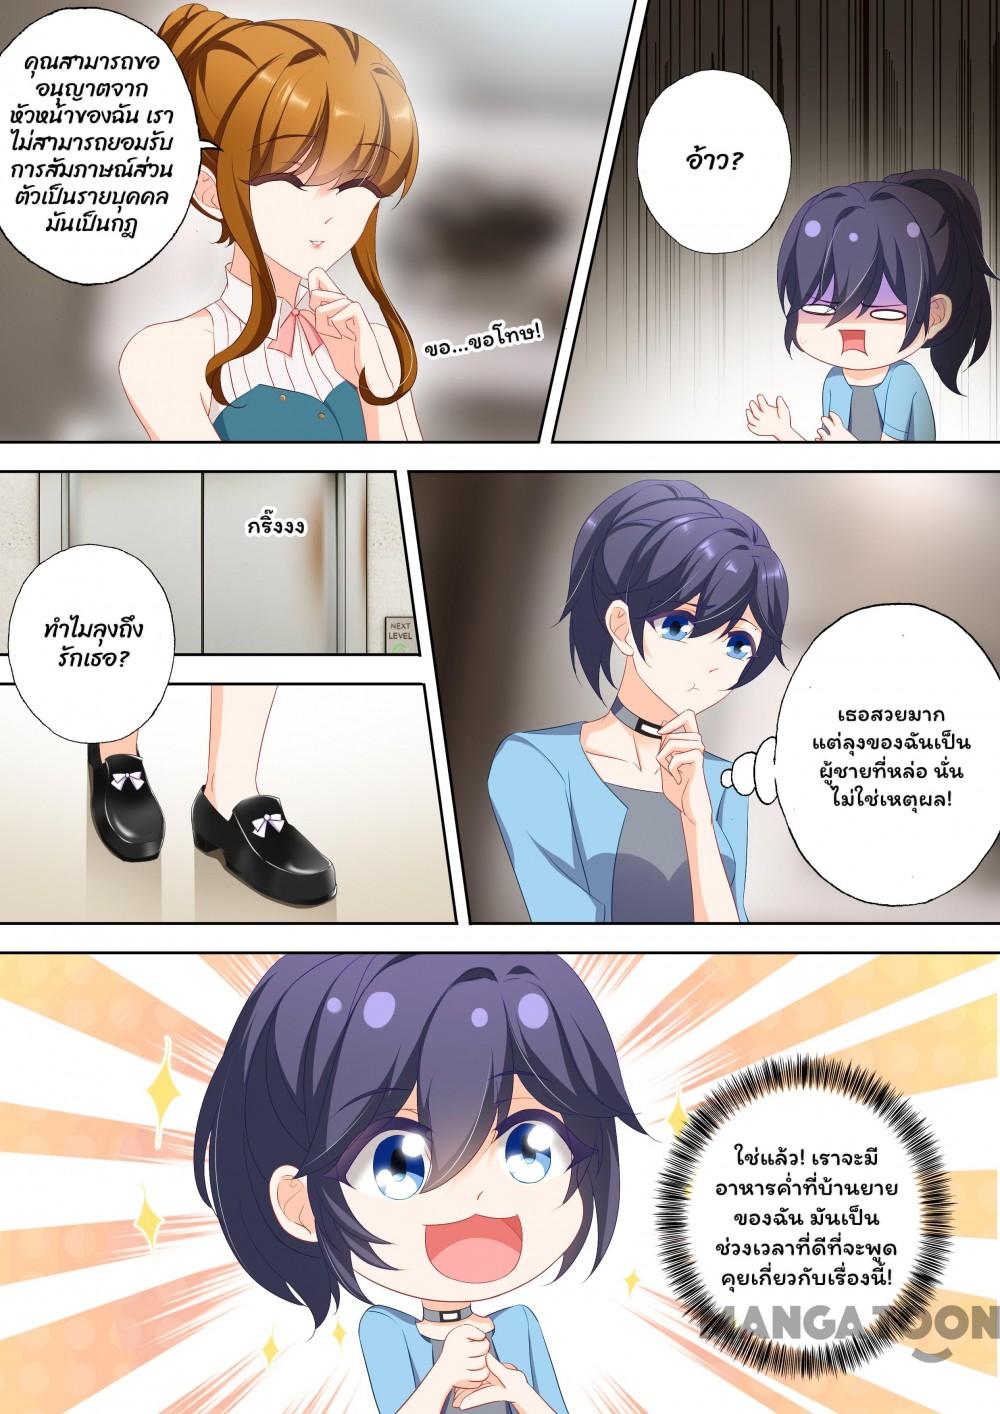 คุณสามารถขอ
อนุญาตจาก
หัวหน้าของฉัน เรา
ไม่สามารถยอมรับ
การสัมภาษณ์ส่วน
ตัวเป็นรายบุคคล
มันเป็นกฎ
ขอ...ขอโทษ!
อ้าว?
กริ๊งงง
NEXT
LEVEL
ทำไมลุงถึง
รักเธอ?
เธอสวยมาก
แต่ลุงของฉันเป็น
ผู้ชายที่หล่อ นั่น
ไม่ใช่เหตุผล!
ใช่แล้ว! เราจะมี
อาหารค่ำที่บ้านยาย
ของฉัน มันเป็น
ช่วงเวลาที่ดีที่จะพูด
คุยเกี่ยวกับเรื่องนี้!
MANGATOON